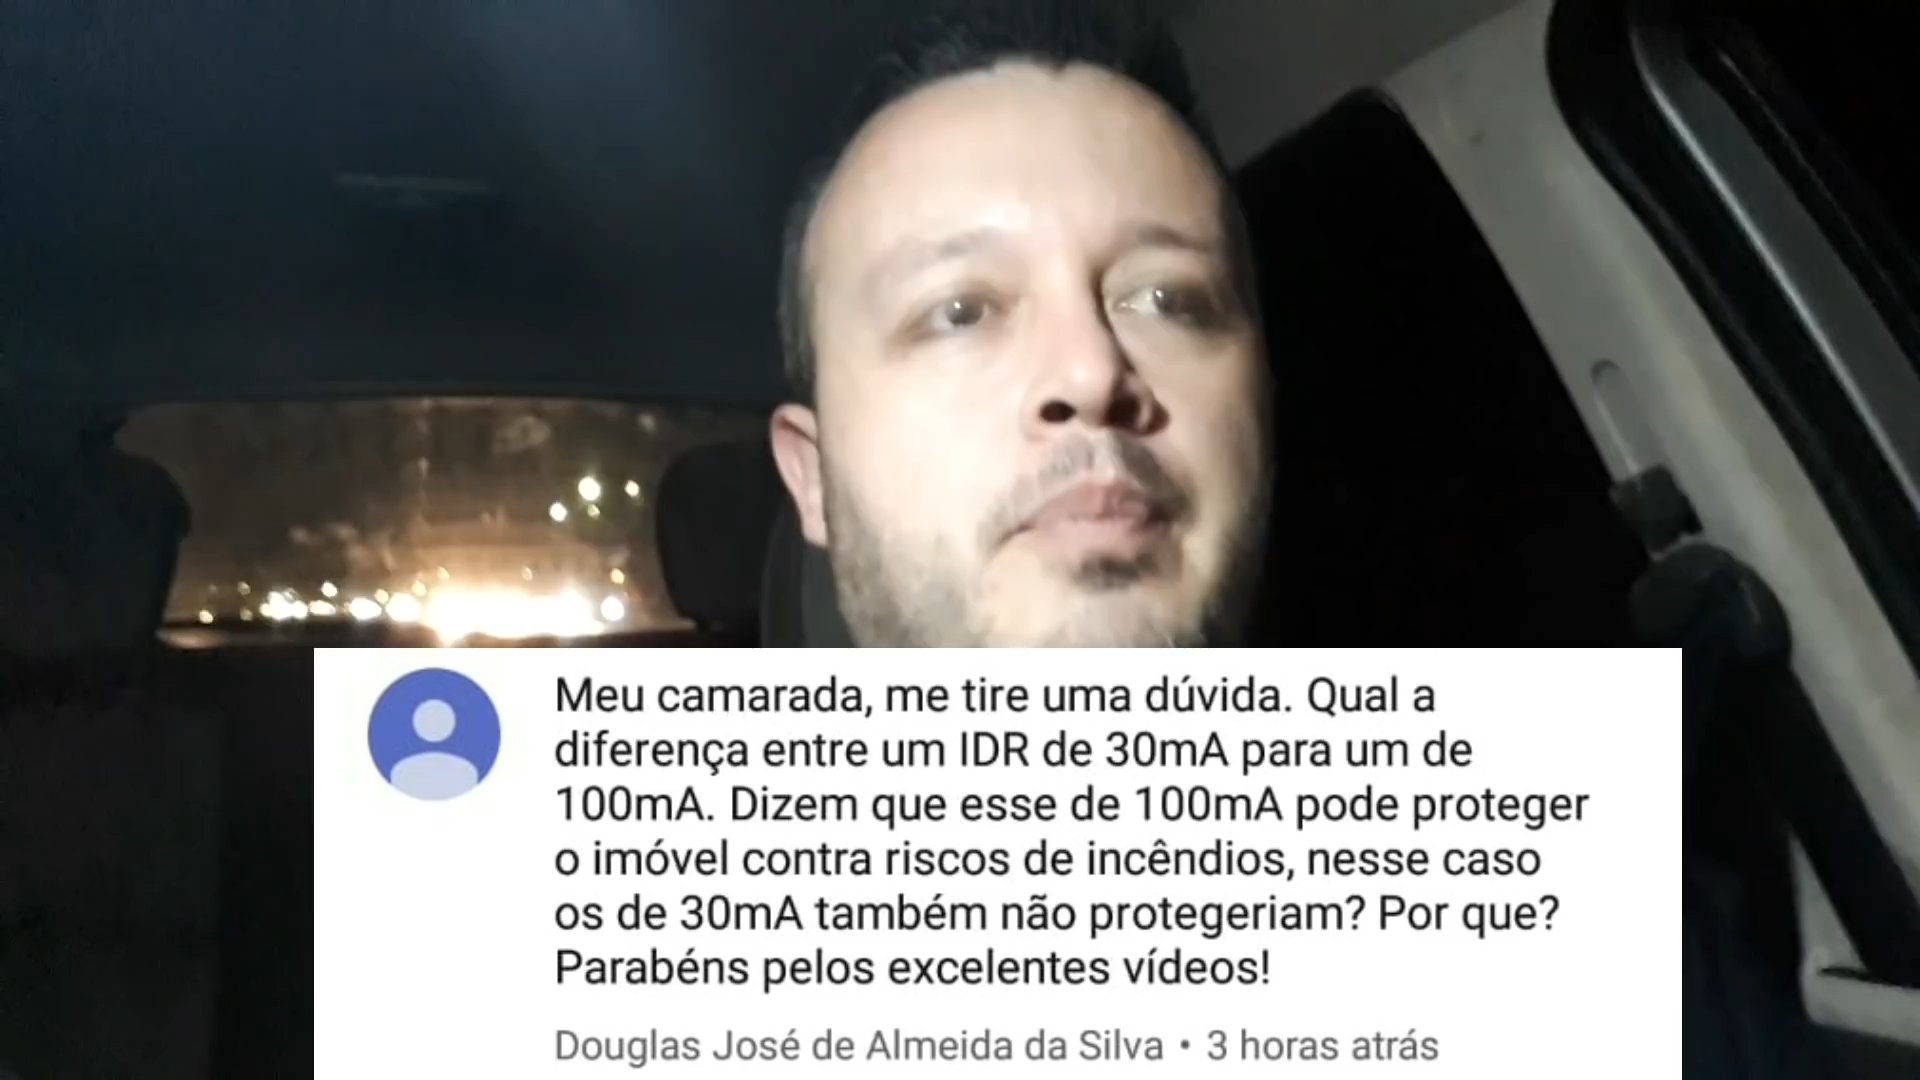 Meu camarada, me tire uma dúvida. Qual a
diferença entre um IDR de 30mA para um de
100mA. Dizem que esse de 100mA pode proteger
o imóvel contra riscos de incêndios, nesse caso
os de 30mA também não protegeriam? Por que?
Parabéns pelos excelentes vídeos!
Douglas José de Almeida da Silva • 3 horas atrás